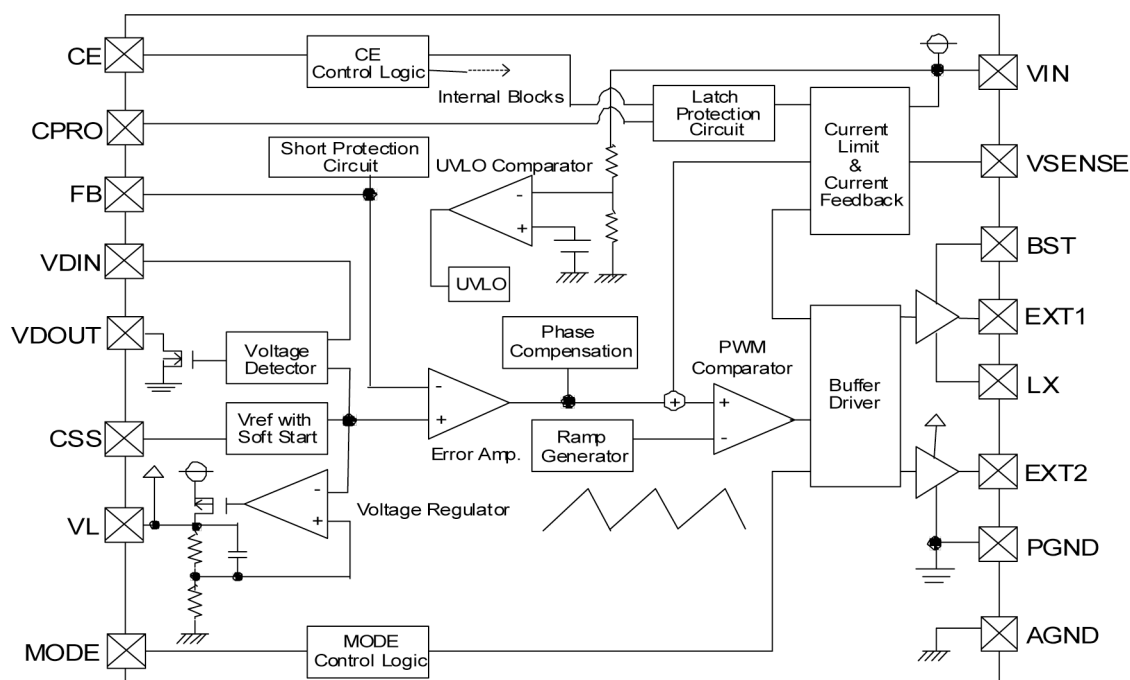 CE
CPRO
FB
VDIN
VDOUT
CSS
VL
MODE
CE
Control Logic
Internal Blocks
Short Protection
Circuit
UVLO Comparator
UVLO
Latch
Protection
Circuit
Current
Limit
&
Current
Feedback
Voltage
Detector
Vref with
Soft Start
Phase
Compensation
Error Amp.
PWM
Comparator
Ramp
Generator
Buffer
Driver
Voltage Regulator
MODE
Control Logic
-
+
-
+
+
+
-
-
+
VIN
VSENSE
BST
EXT1
LX
EXT2
PGND
AGND